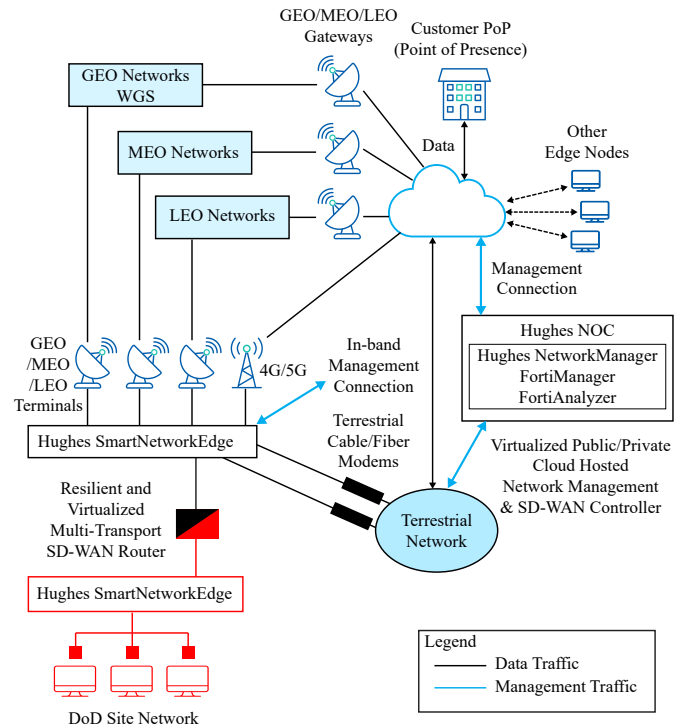 GEO/MEO/LEO
Gateways
Customer PoP
(Point of Presence)
GEO Networks
WGS
Data
Other
Edge Nodes
MEO Networks
LEO Networks
Management
Connection
GEO
/MEO
/LEO
Terminals
4G/5G
In-band
Management
Connection
Hughes NOC
Hughes NetworkManager
FortiManager
FortiAnalyzer
Hughes SmartNetworkEdge
Terrestrial
Cable/Fiber
Modems
Virtualized Public/Private
Cloud Hosted
Network Management
& SD-WAN Controller
Resilient and
Virtualized
Multi-Transport
SD-WAN Router
Terrestrial
Network
Hughes SmartNetworkEdge
DoD Site Network
Legend
Data Traffic
Management Traffic